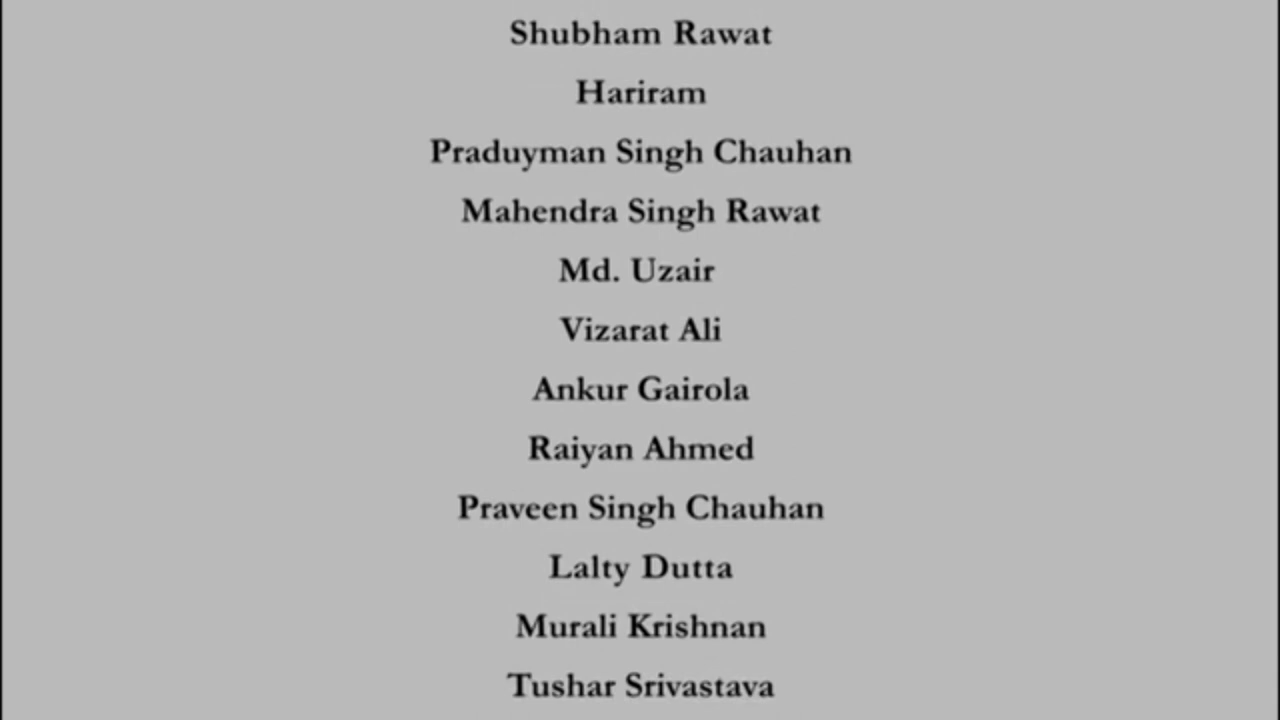 Shubham Rawat
Hariram
Praduyman Singh Chauhan
Mahendra Singh Rawat
Md. Uzair
Vizarat Ali
Ankur Gairola
Raiyan Ahmed
Praveen Singh Chauhan
Lalty Dutta
Murali Krishnan
Tushar Srivastava